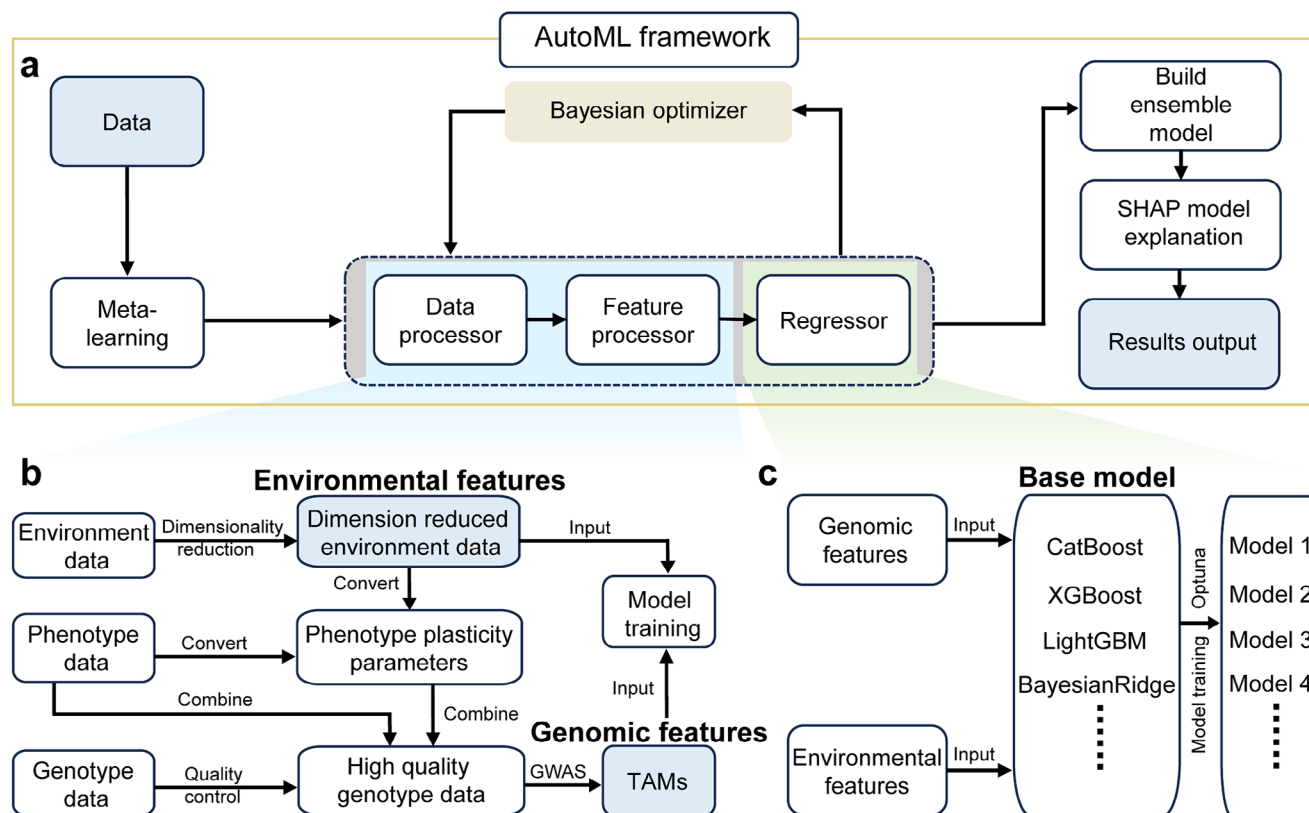 AutoML framework
a
Data
Bayesian optimizer
Build
ensemble
model
SHAP model
explanation
Meta-
learning
Data
processor
Feature
processor
Regressor
Results output
b
Environmental features
Environment
data
Dimensionality
reduction
Dimension reduced
environment data
Input
Convert
Model
training
Phenotype
data
Convert
Phenotype plasticity
parameters
Input
Combine
Combine
Genomic features
Genotype
data
Quality
control
High quality
genotype data
GWAS
TAMs
c
Base model
Genomic
features
Input
CatBoost
XGBoost
LightGBM
BayesianRidge
Optuna
Model training
Model 1
Model 2
Model 3
Model 4
Environmental
features
Input